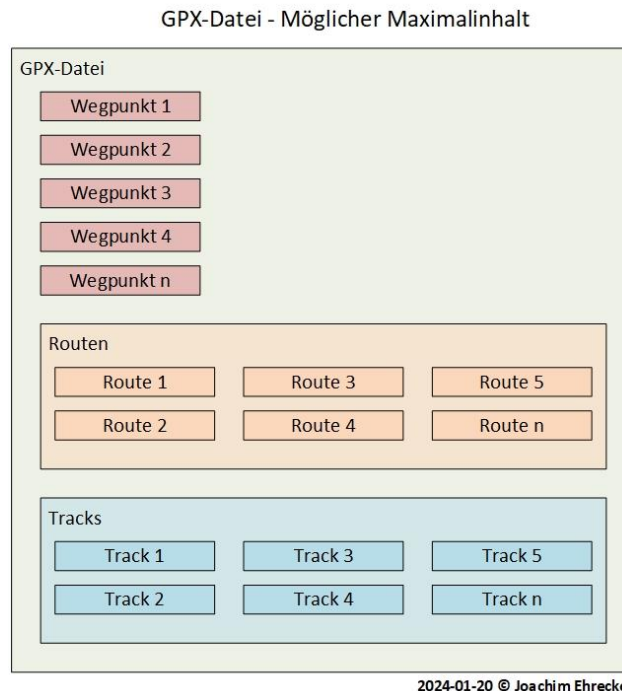 GPX-Datei - Möglicher Maximalinhalt
GPX-Datei
Wegpunkt 1
Wegpunkt 2
Wegpunkt 3
Wegpunkt 4
Wegpunkt n
Routen
Route 1 Route 3 Route 5
Route 2 Route 4 Route n
Tracks
Track 1 Track 3 Track 5
Track 2 Track 4 Track n
2024-01-20 © Joachim Ehrecke